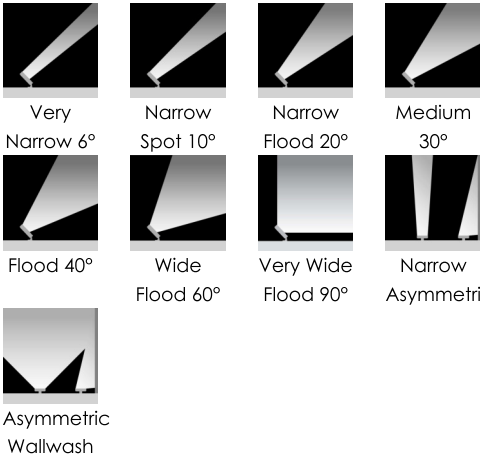 Very
Narrow 6°
Narrow
Spot 10°
Narrow
Flood 20°
Medium
30°
Flood 40°
Wide
Flood 60°
Very Wide
Flood 90°
Narrow
Asymmetri
Asymmetric
Wallwash